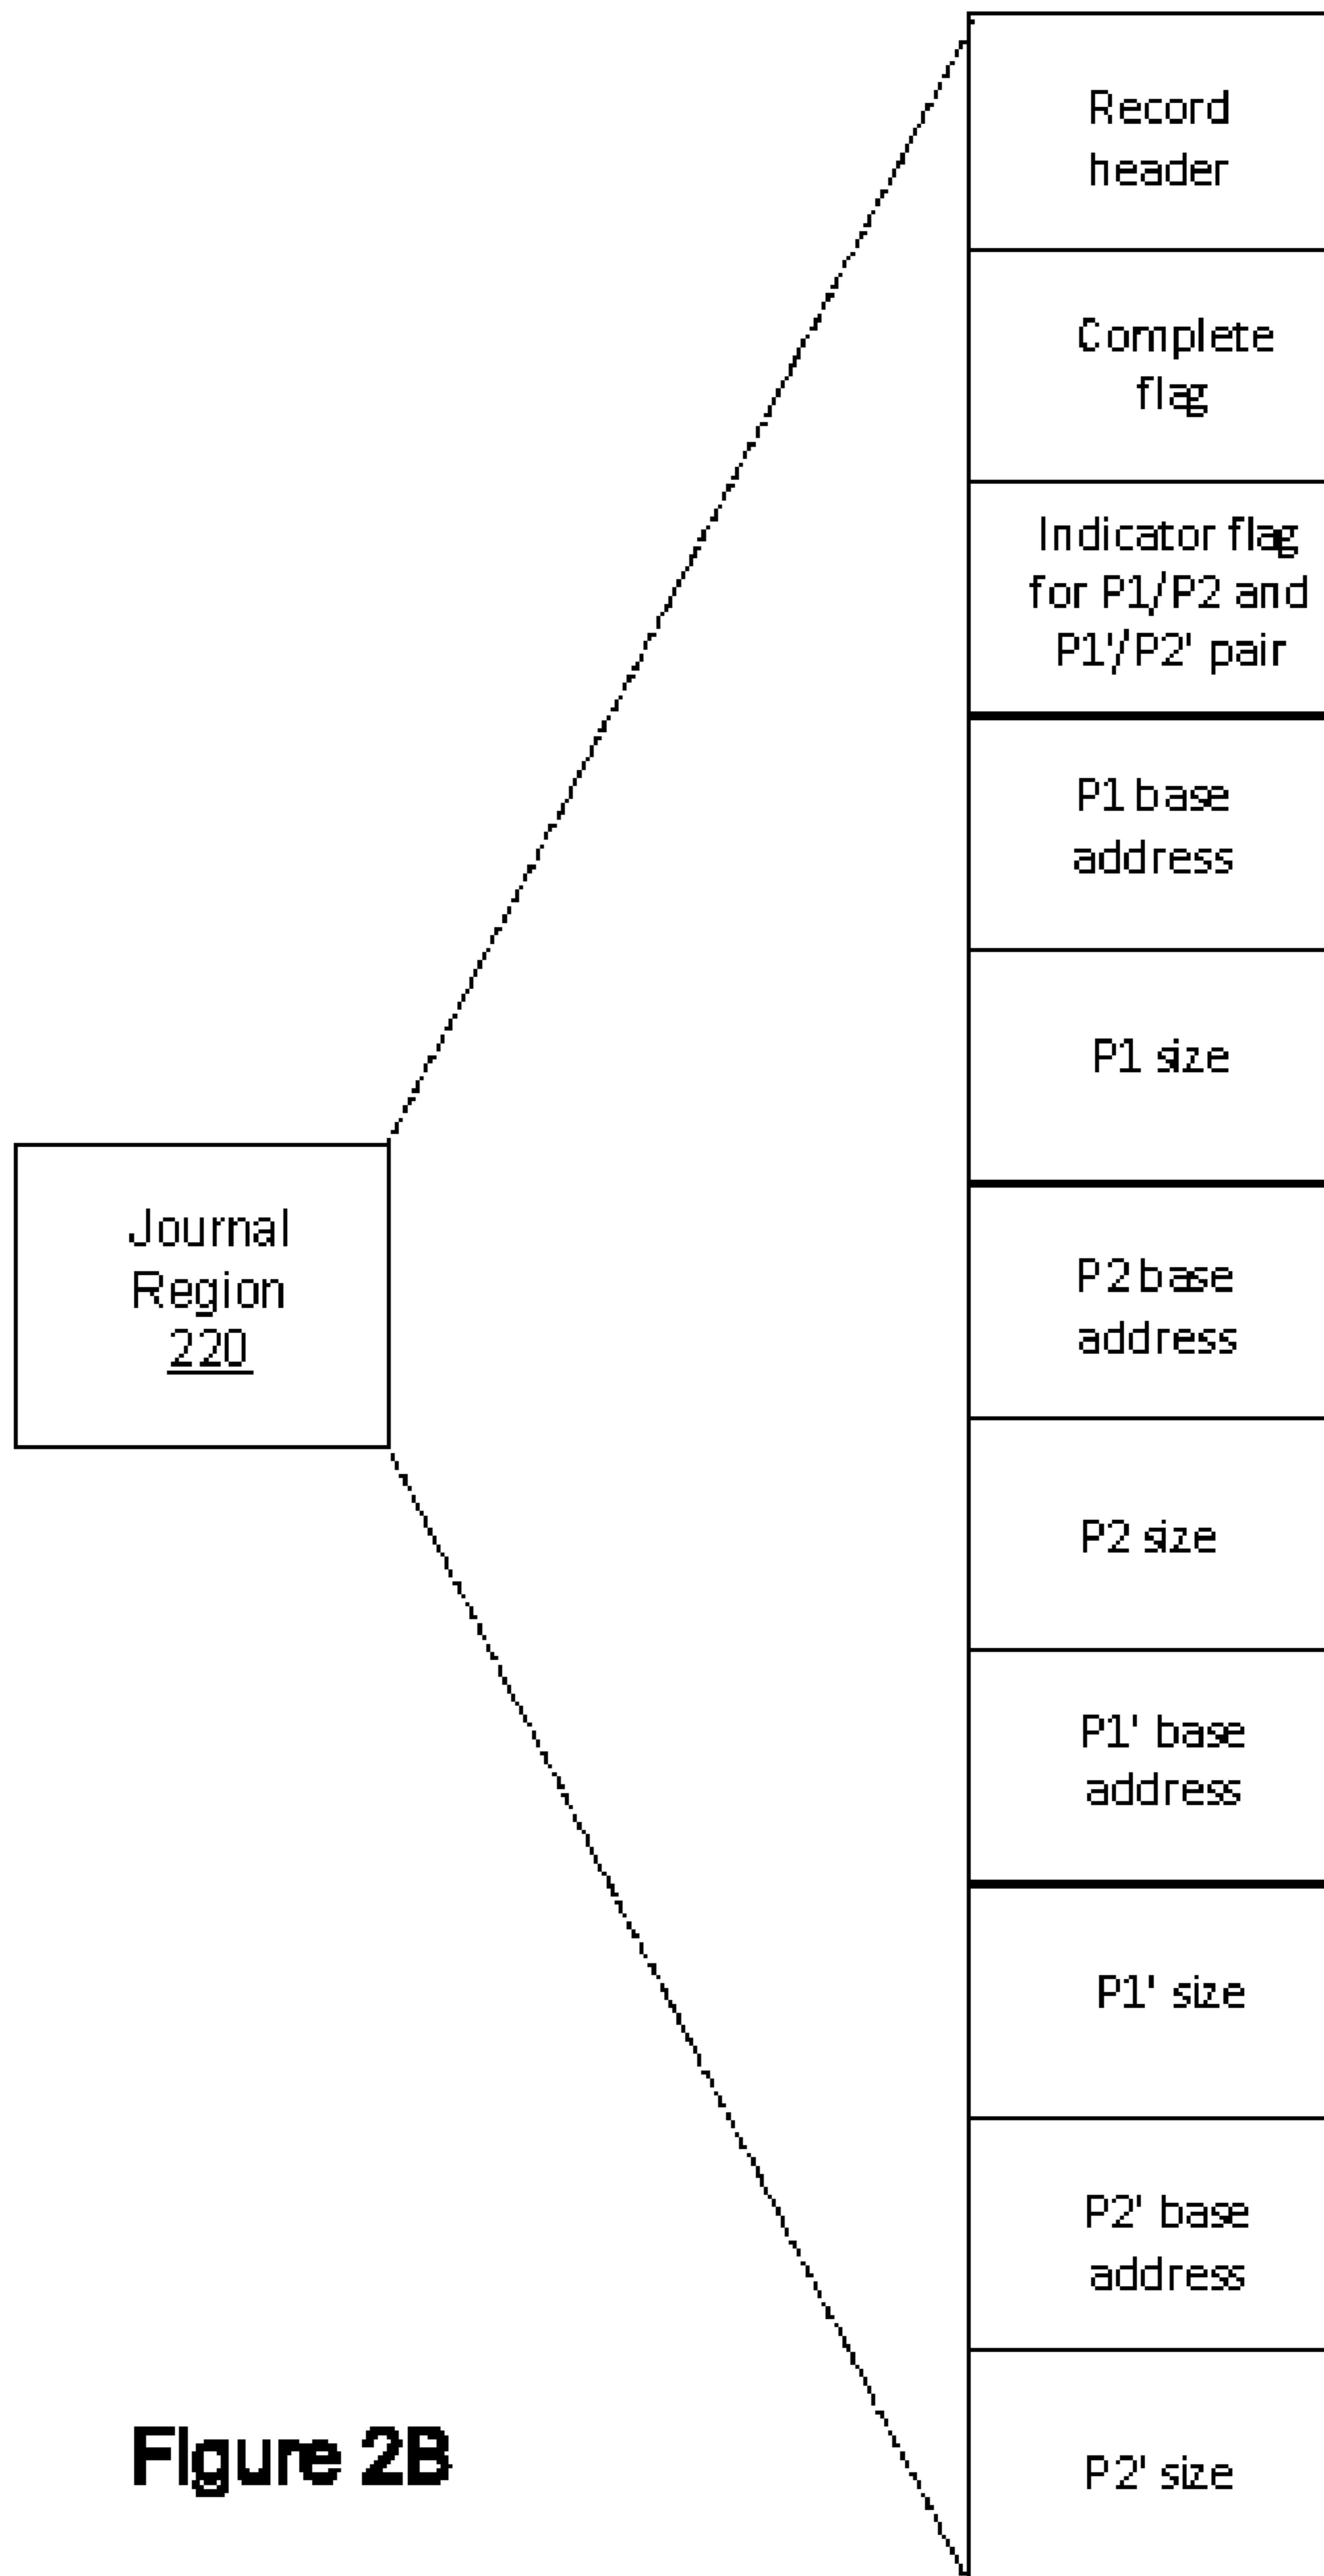 Record
header
Complete
flag
Indicator flag
for P1/P2 and
P1'/P2' pair
P1 base
address
P1 size
Journal
Region
220
P2 base
address
P2 size
P1' base
address
P1' size
P2' base
address
P2' size
Figure 2B